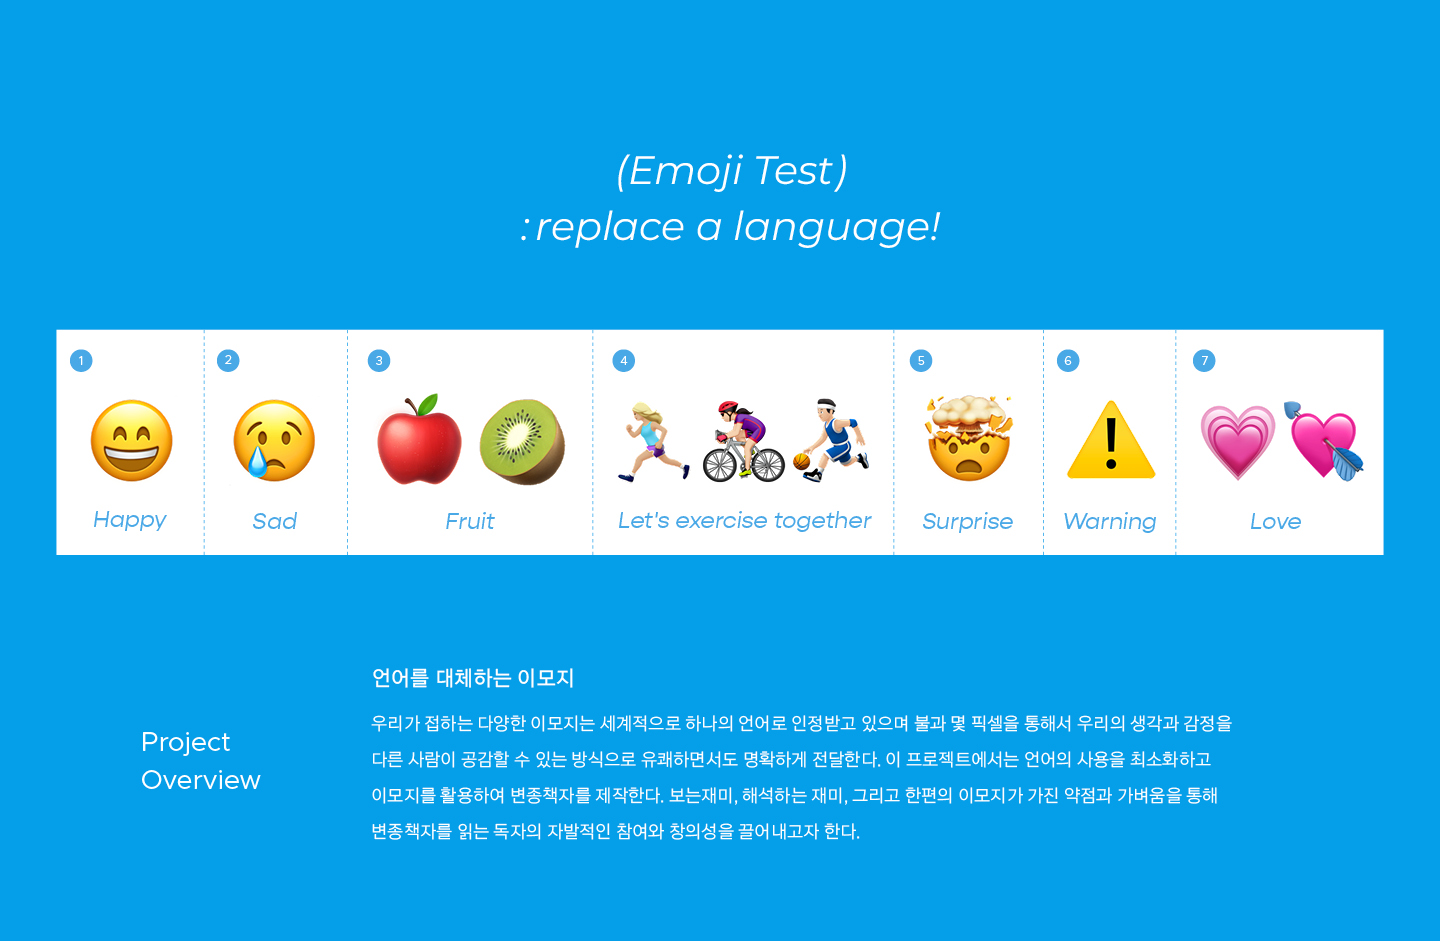 (Emoji Test)
: replace a language!
1
2
3
4
5
6
7
Happy
Sad
Fruit
Let's exercise together
Surprise
Warning
Love
Project
Overview
언어를 대체하는 이모지
우리가 접하는 다양한 이모지는 세계적으로 하나의 언어로 인정받고 있으며 불과 몇 픽셀을 통해서 우리의 생각과 감정을
다른 사람이 공감할 수 있는 방식으로 유쾌하면서도 명확하게 전달한다. 이 프로젝트에서는 언어의 사용을 최소화하고
이모지를 활용하여 변종책자를 제작한다. 보는재미, 해석하는 재미, 그리고 한편의 이모지가 가진 약점과 가벼움을 통해
변종책자를 읽는 독자의 자발적인 참여와 창의성을 끌어내고자 한다.